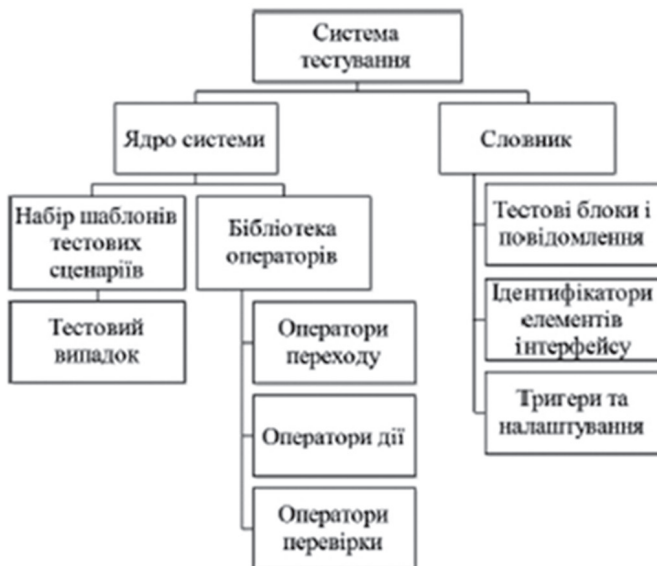 Система
тестування
Ядро системи
Словник
Набір шаблонів
тестових
сценаріїв
Бібліотека
операторів
Тестові блоки і
повідомлення
Тестовий
випадок
Ідентифікатори
елементів
інтерфейсу
Оператори
переходу
Тригери та
налаштування
Оператори дії
Оператори
перевірки